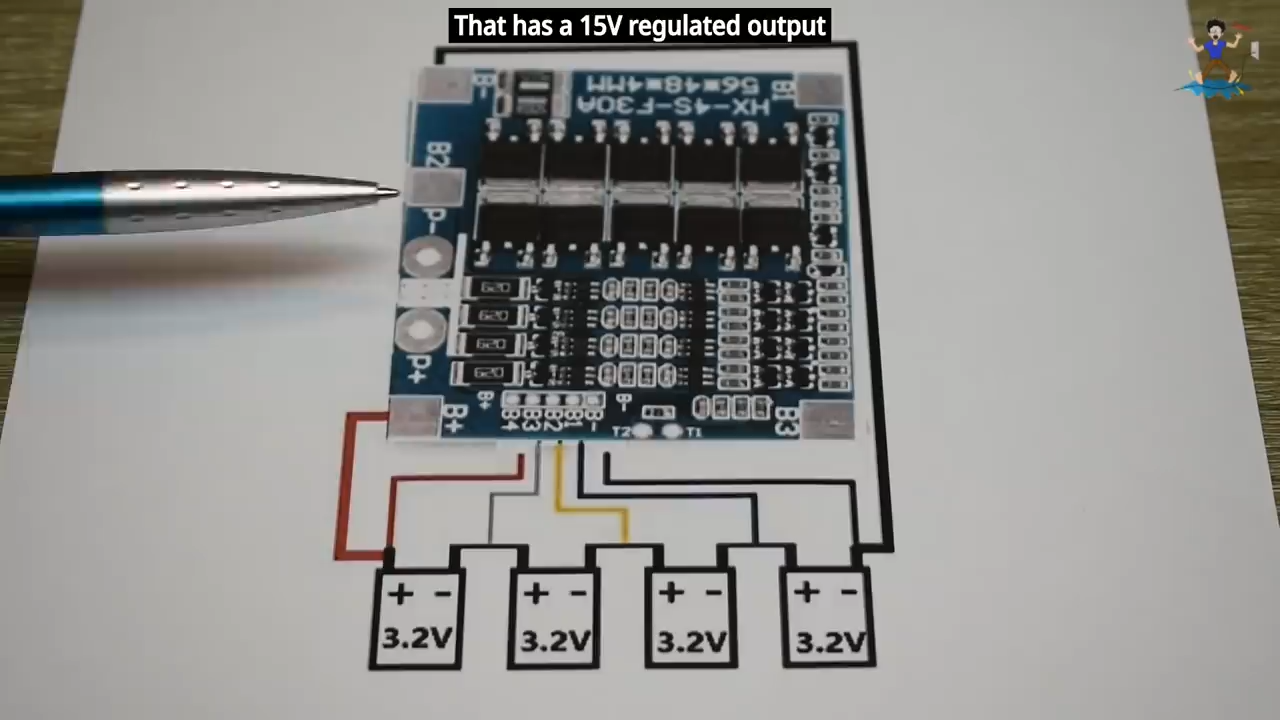 That has a 15V regulated output
B-
56*48*4MM
HX-4S-F30A
B1
B2
P-
P+
620
620
620
620
B+
B-
B4 B3 B2 B1 B-
T2 T1
B+
B3
+ -
3.2V
+ -
3.2V
+ -
3.2V
+ -
3.2V